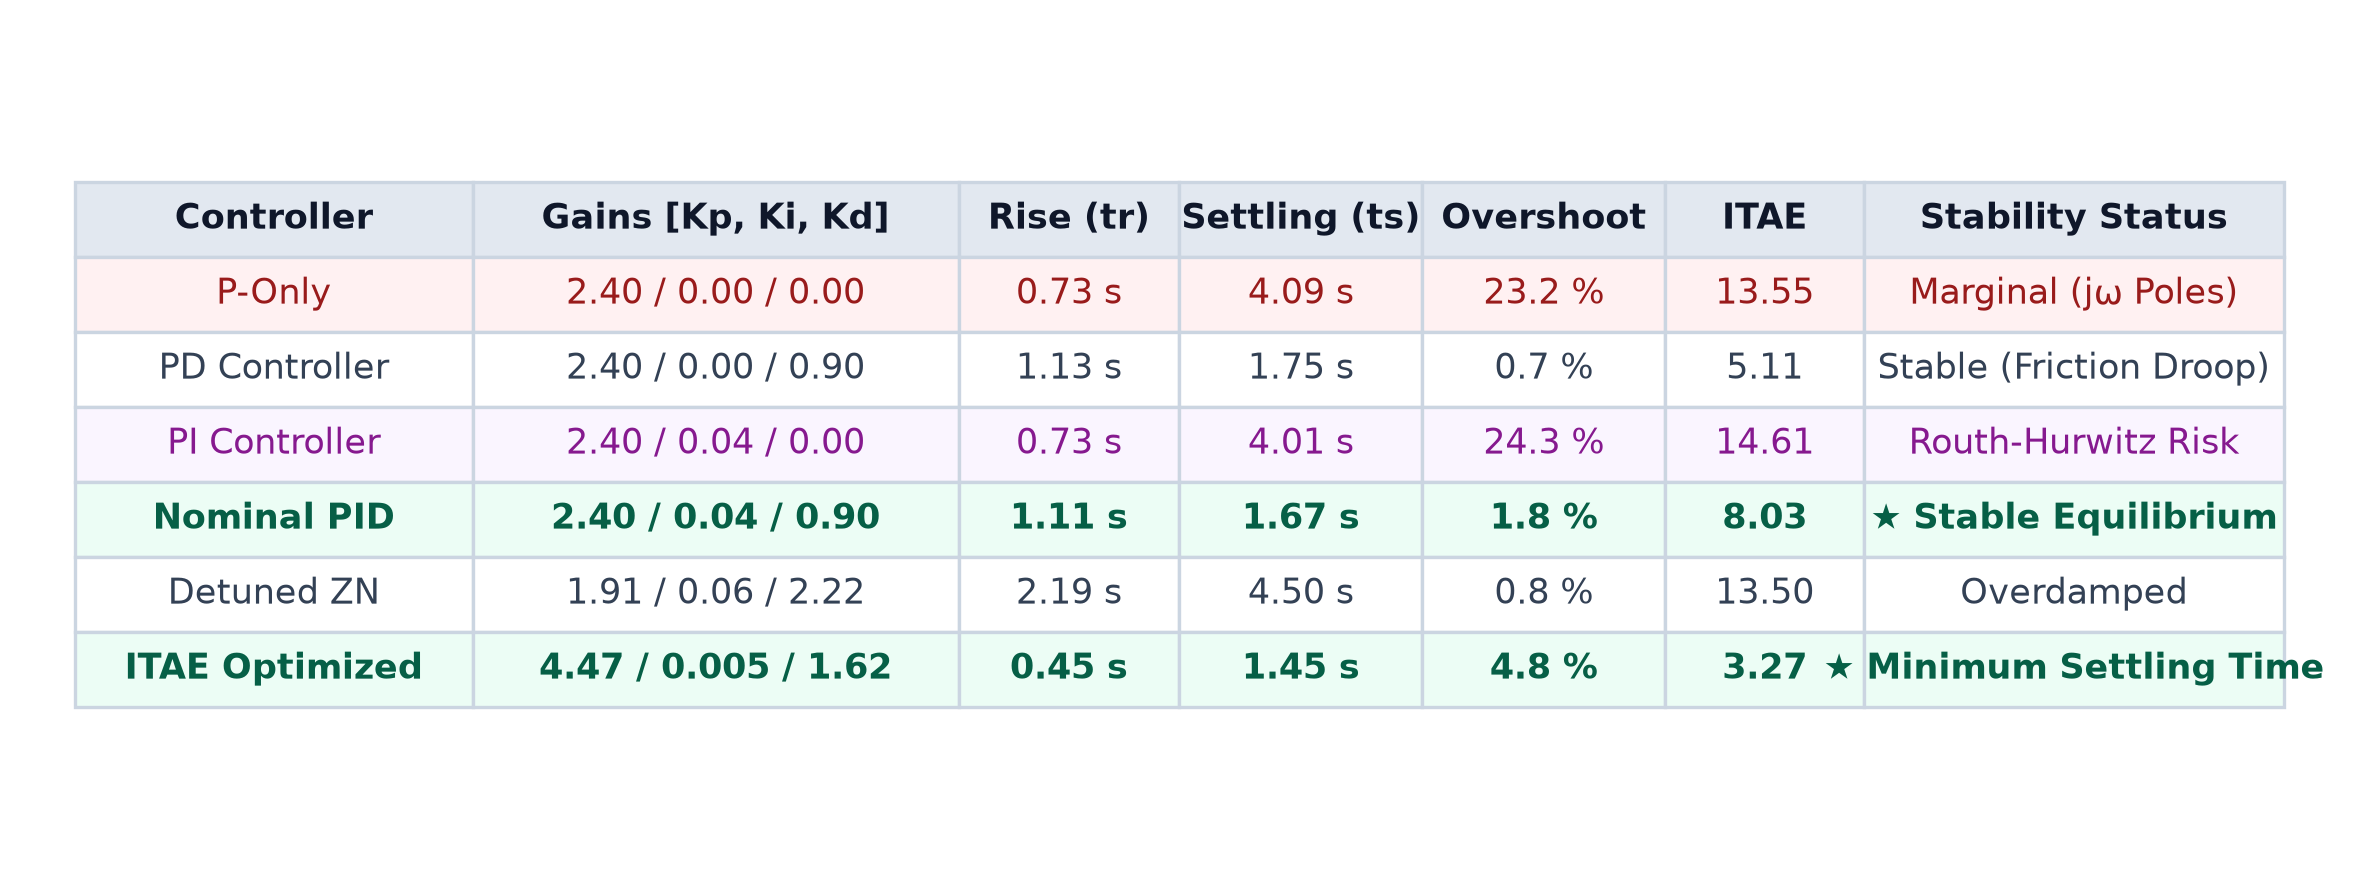 Controller Gains [Kp, Ki, Kd] Rise (tr) Settling (ts) Overshoot ITAE Stability Status
P-Only 2.40 / 0.00 / 0.00 0.73 s 4.09 s 23.2 % 13.55 Marginal (jω Poles)
PD Controller 2.40 / 0.00 / 0.90 1.13 s 1.75 s 0.7 % 5.11 Stable (Friction Droop)
PI Controller 2.40 / 0.04 / 0.00 0.73 s 4.01 s 24.3 % 14.61 Routh-Hurwitz Risk
Nominal PID 2.40 / 0.04 / 0.90 1.11 s 1.67 s 1.8 % 8.03 ★ Stable Equilibrium
Detuned ZN 1.91 / 0.06 / 2.22 2.19 s 4.50 s 0.8 % 13.50 Overdamped
ITAE Optimized 4.47 / 0.005 / 1.62 0.45 s 1.45 s 4.8 % 3.27 ★ Minimum Settling Time